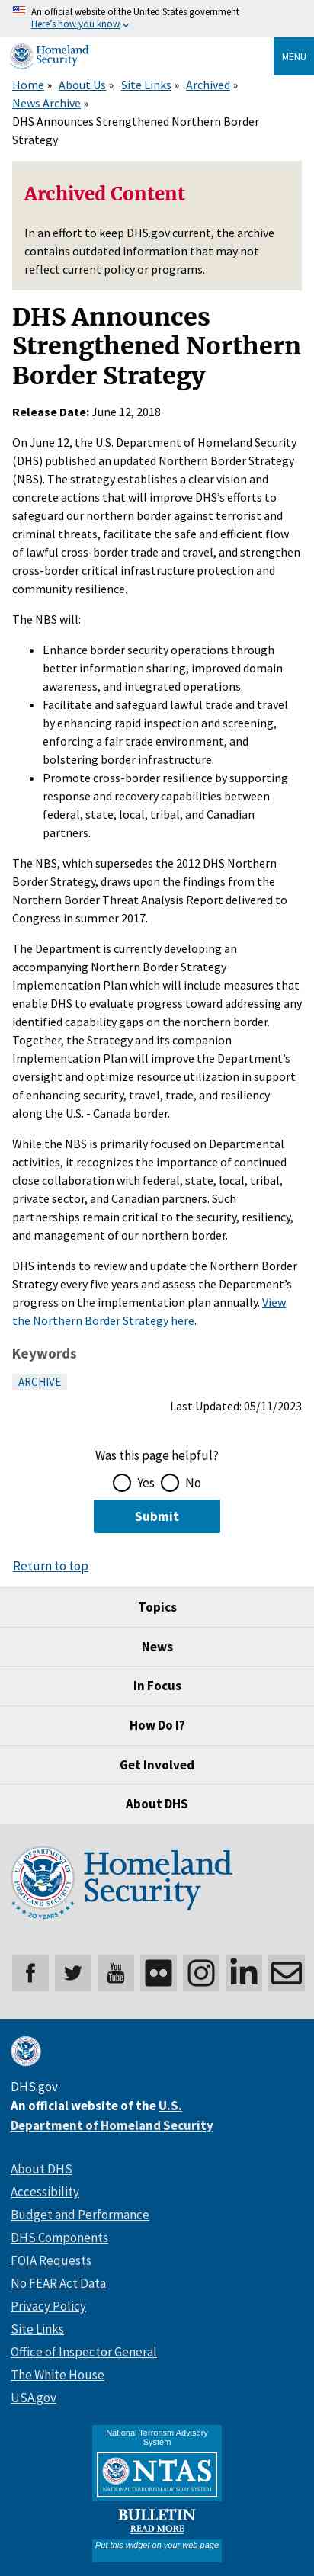 An official website of the United States government
Here's how you know
Homeland
Security
MENU
Home » About Us » Site Links » Archived »
News Archive »
DHS Announces Strengthened Northern Border
Strategy
Archived Content
In an effort to keep DHS.gov current, the archive
contains outdated information that may not
reflect current policy or programs.
DHS Announces
Strengthened Northern
Border Strategy
Release Date: June 12, 2018
On June 12, the U.S. Department of Homeland Security
(DHS) published an updated Northern Border Strategy
(NBS). The strategy establishes a clear vision and
concrete actions that will improve DHS's efforts to
safeguard our northern border against terrorist and
criminal threats, facilitate the safe and efficient flow
of lawful cross-border trade and travel, and strengthen
cross-border critical infrastructure protection and
community resilience.
The NBS will:
• Enhance border security operations through
better information sharing, improved domain
awareness, and integrated operations.
• Facilitate and safeguard lawful trade and travel
by enhancing rapid inspection and screening,
enforcing a fair trade environment, and
bolstering border infrastructure.
• Promote cross-border resilience by supporting
response and recovery capabilities between
federal, state, local, tribal, and Canadian
partners.
The NBS, which supersedes the 2012 DHS Northern
Border Strategy, draws upon the findings from the
Northern Border Threat Analysis Report delivered to
Congress in summer 2017.
The Department is currently developing an
accompanying Northern Border Strategy
Implementation Plan which will include measures that
enable DHS to evaluate progress toward addressing any
identified capability gaps on the northern border.
Together, the Strategy and its companion
Implementation Plan will improve the Department's
oversight and optimize resource utilization in support
of enhancing security, travel, trade, and resiliency
along the U.S. - Canada border.
While the NBS is primarily focused on Departmental
activities, it recognizes the importance of continued
close collaboration with federal, state, local, tribal,
private sector, and Canadian partners. Such
partnerships remain critical to the security, resiliency,
and management of our northern border.
DHS intends to review and update the Northern Border
Strategy every five years and assess the Department's
progress on the implementation plan annually. View
the Northern Border Strategy here.
Keywords
ARCHIVE
Last Updated: 05/11/2023
Was this page helpful?
Yes No
Submit
Return to top
Topics
News
In Focus
How Do I?
Get Involved
About DHS
Homeland
Security
20 YEARS
You
Tube
DHS.gov
An official website of the U.S.
Department of Homeland Security
About DHS
Accessibility
Budget and Performance
DHS Components
FOIA Requests
No FEAR Act Data
Privacy Policy
Site Links
Office of Inspector General
The White House
USA.gov
National Terrorism Advisory
System
NTAS
NATIONAL TERRORISM ADVISORY SYSTEM
BULLETIN
READ MORE
Put this widget on your web page